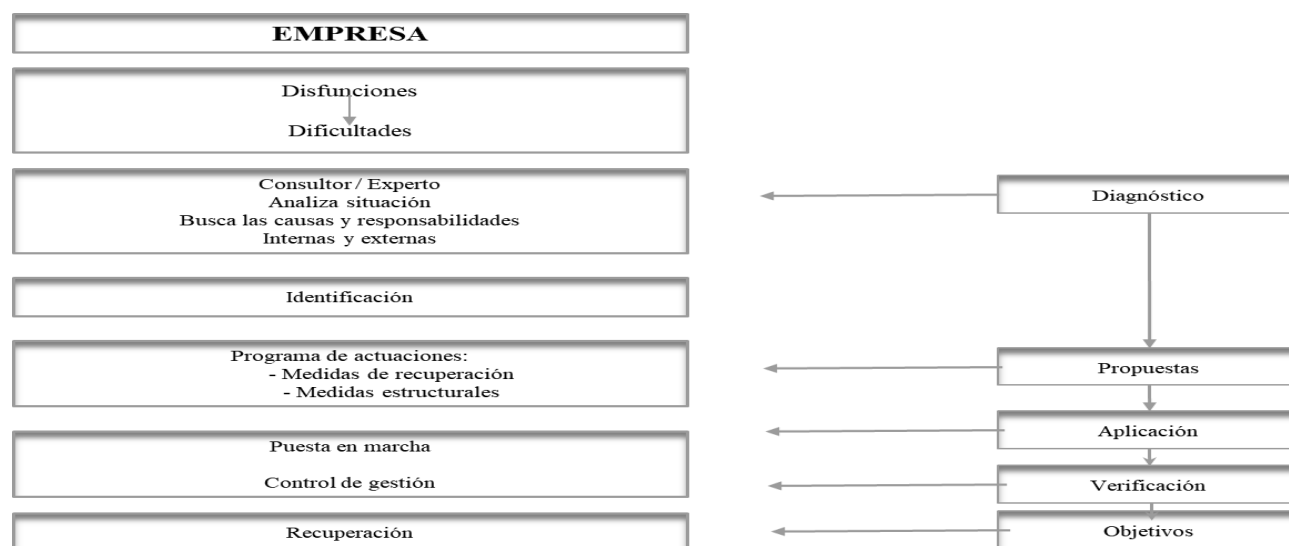 EMPRESA
Disfunciones
Dificultades
Consultor / Experto
Analiza situación
Busca las causas y responsabilidades
Internas y externas
Diagnóstico
Identificación
Programa de actuaciones:
- Medidas de recuperación
- Medidas estructurales
Propuestas
Puesta en marcha
Aplicación
Control de gestión
Verificación
Recuperación
Objetivos